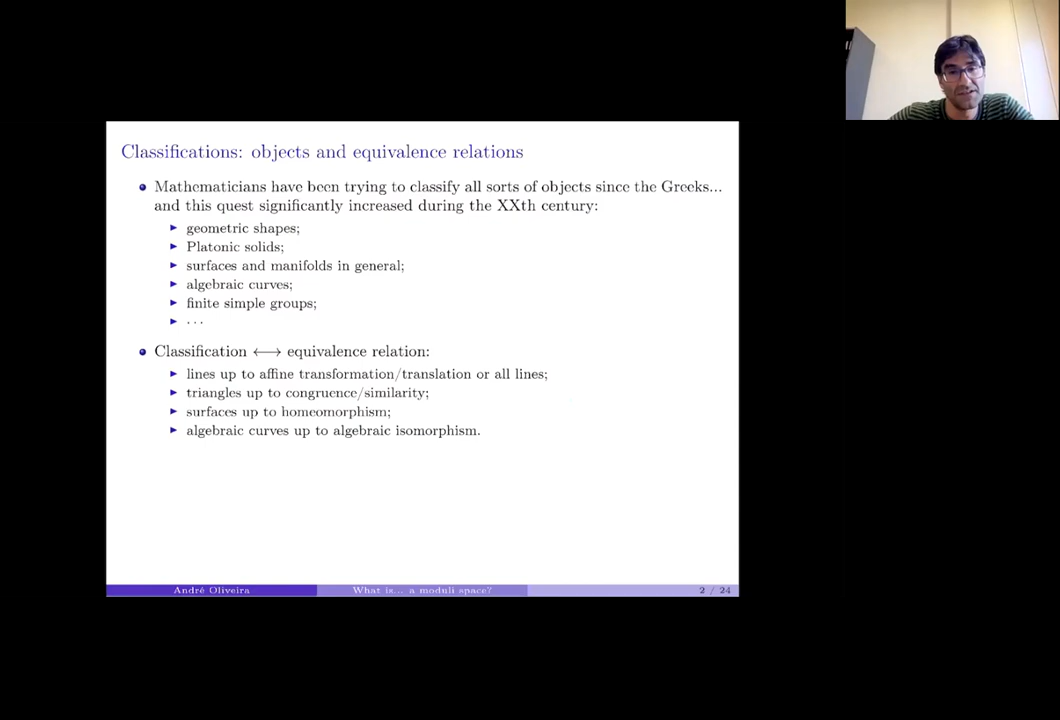 Classifications: objects and equivalence relations
Mathematicians have been trying to classify all sorts of objects since the Greeks...
and this quest significantly increased during the XXth century:
geometric shapes;
Platonic solids;
surfaces and manifolds in general;
algebraic curves;
finite simple groups;
...
Classification ⟷ equivalence relation:
lines up to affine transformation/translation or all lines;
triangles up to congruence/similarity;
surfaces up to homeomorphism;
algebraic curves up to algebraic isomorphism.
André Oliveira What is... a moduli space? 2 / 24